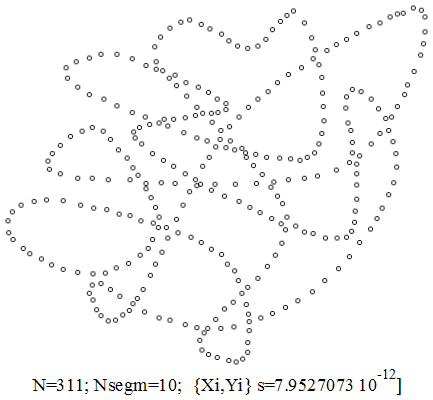 N=311; Nsegm=10; {Xi,Yi} s=7.9527073 10^-12]